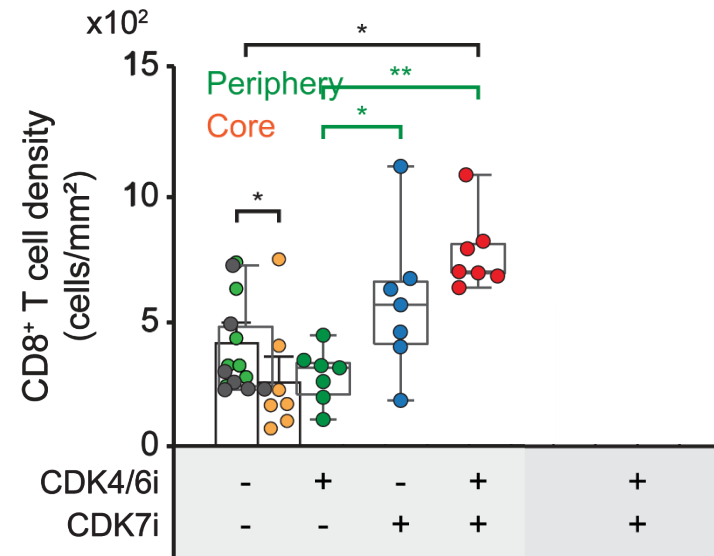 x10²
15
10
5
0
CD8⁺ T cell density
(cells/mm²)
Periphery
Core
*
**
*
*
CDK4/6i - + - + +
CDK7i - - + + +